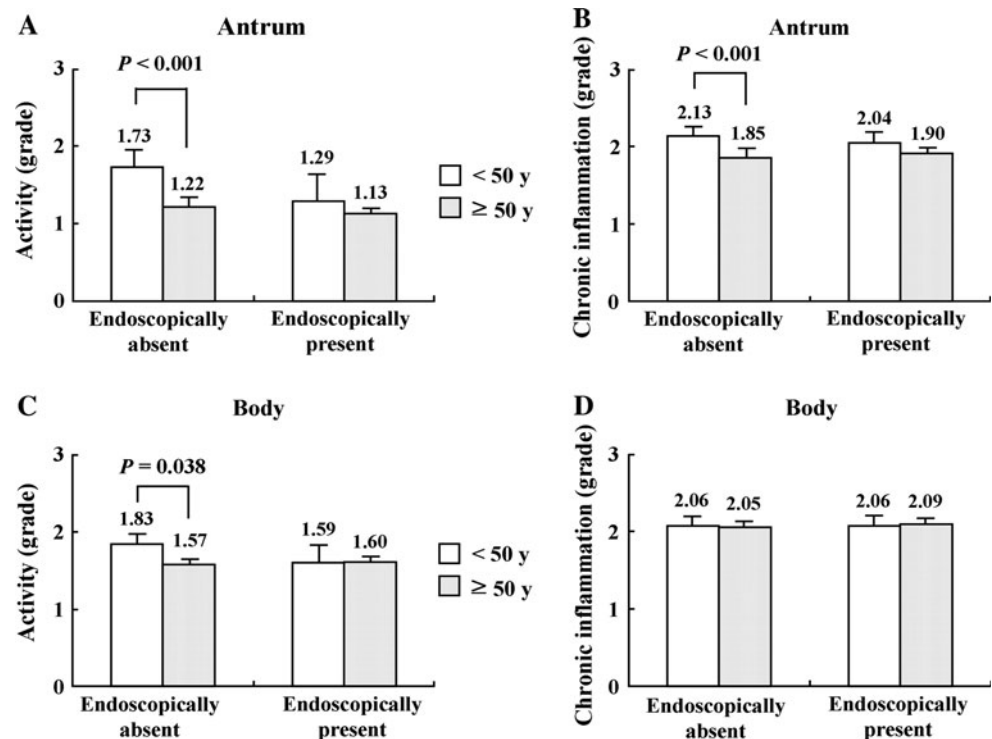 A
Antrum
P < 0.001
3
2
1
0
Activity (grade)
1.73
1.22
1.29
1.13
Endoscopically
absent
Endoscopically
present
< 50 y
≥ 50 y
B
Antrum
P < 0.001
3
2
1
0
Chronic inflammation (grade)
2.13
1.85
2.04
1.90
Endoscopically
absent
Endoscopically
present
C
Body
P = 0.038
3
2
1
0
Activity (grade)
1.83
1.57
1.59
1.60
Endoscopically
absent
Endoscopically
present
< 50 y
≥ 50 y
D
Body
3
2
1
0
Chronic inflammation (grade)
2.06
2.05
2.06
2.09
Endoscopically
absent
Endoscopically
present